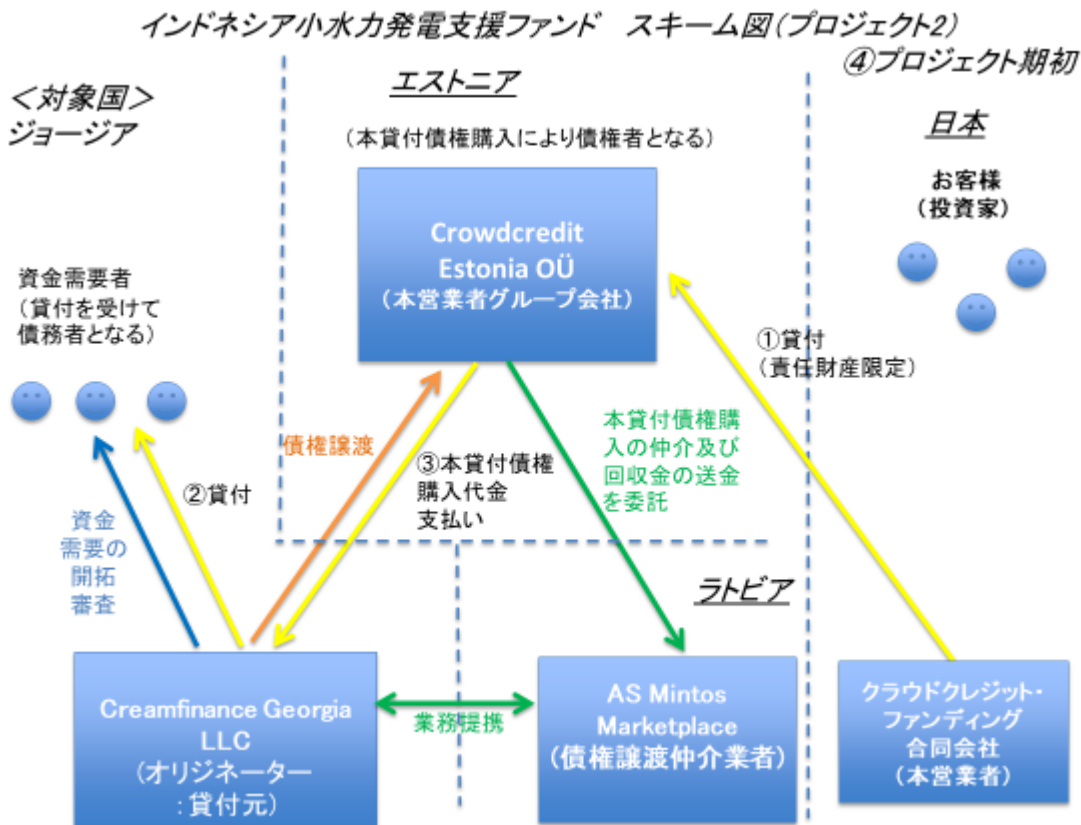 インドネシア小水力発電支援ファンド　スキーム図(プロジェクト2)
④プロジェクト期初
＜対象国＞
ジョージア
エストニア
日本
(本貸付債権購入により債権者となる)
お客様
(投資家)
Crowdcredit
Estonia OÜ
(本営業者グループ会社)
資金需要者
(貸付を受けて
債務者となる)
①貸付
(責任財産限定)
債権譲渡
③本貸付債権
購入代金
支払い
本貸付債権購
入の仲介及び
回収金の送金
を委託
②貸付
資金
需要の
開拓
審査
ラトビア
Creamfinance Georgia
LLC
(オリジネーター
:貸付元)
業務提携
AS Mintos
Marketplace
(債権譲渡仲介業者)
クラウドクレジット・
ファンディング
合同会社
(本営業者)